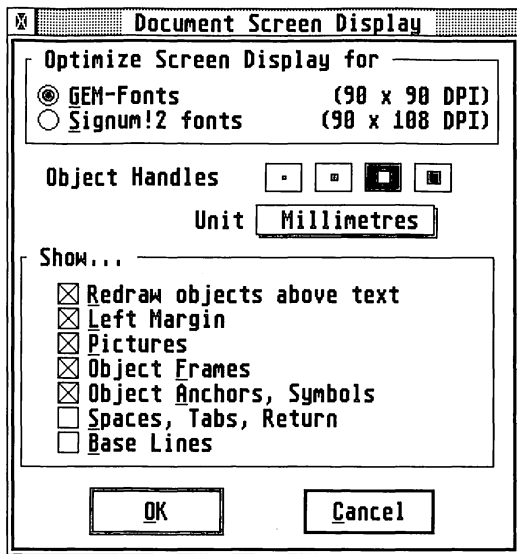 Document Screen Display
Optimize Screen Display for
GEM-Fonts (90 x 90 DPI)
Signum!2 fonts (90 x 108 DPI)
Object Handles
Unit Millimetres
Show...
Redraw objects above text
Left Margin
Pictures
Object Frames
Object Anchors, Symbols
Spaces, Tabs, Return
Base Lines
OK Cancel